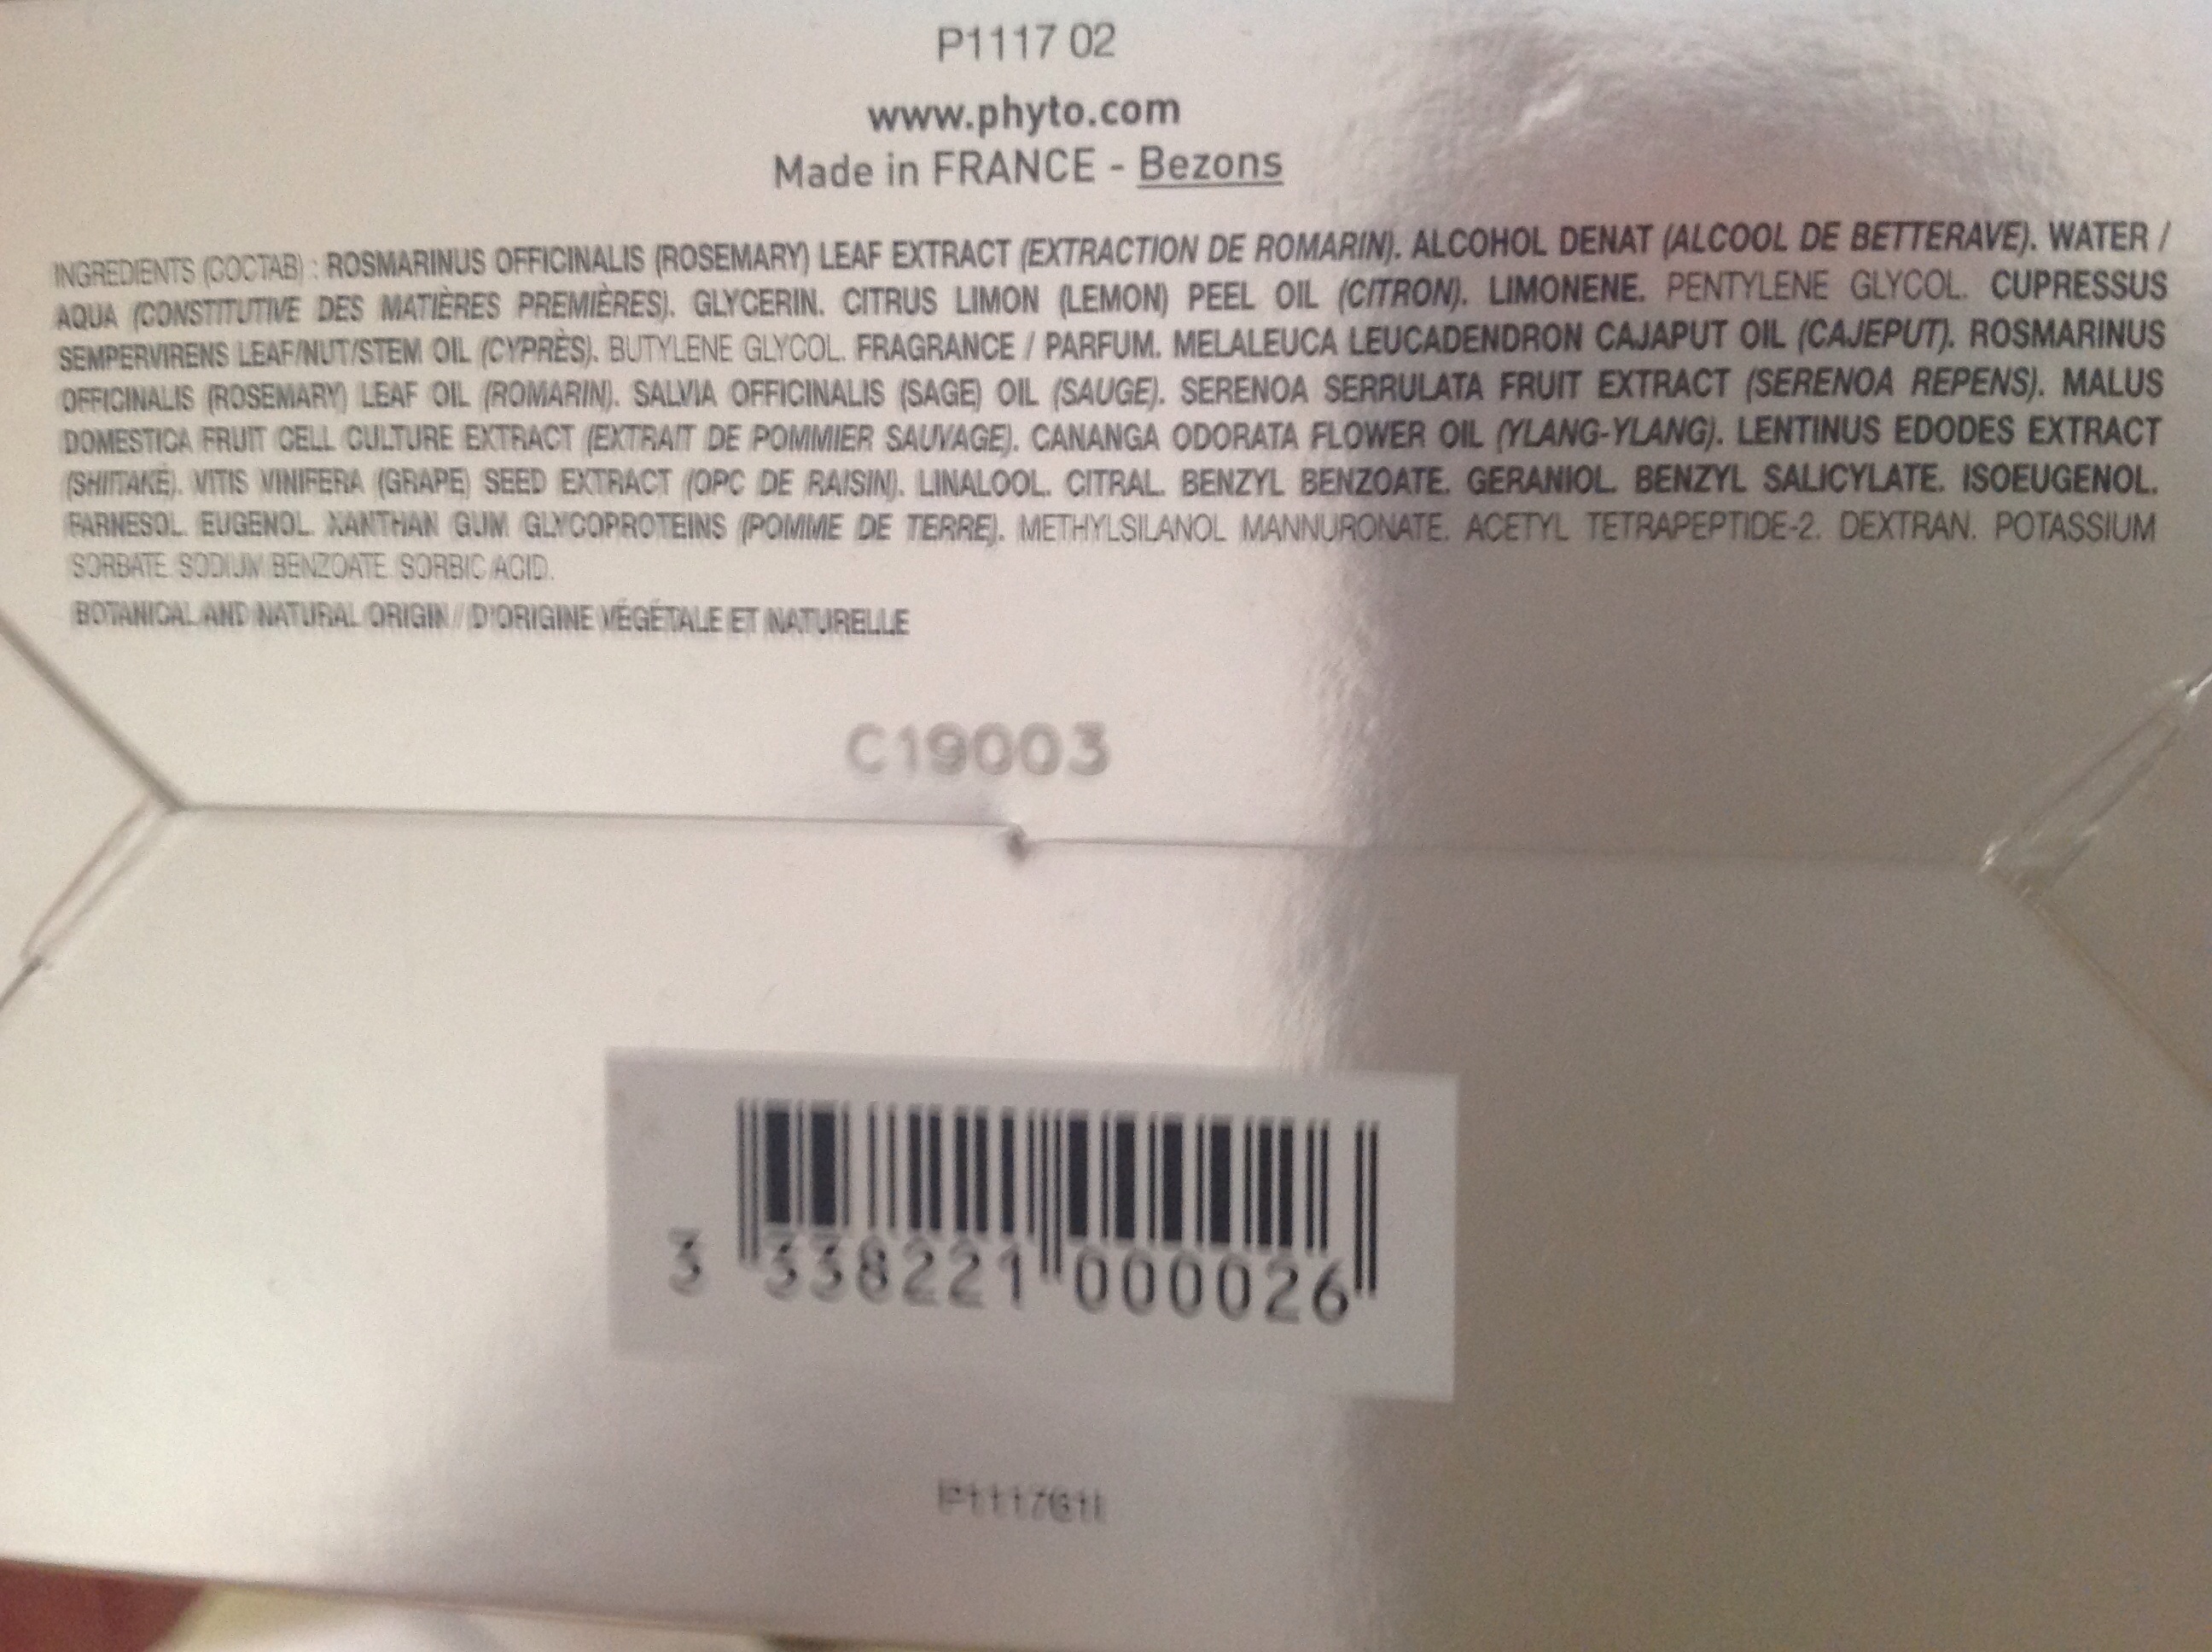 P1117 02
www.phyto.com
Made in FRANCE - Bezons
INGREDIENTS (COCTAB) : ROSMARINUS OFFICINALIS (ROSEMARY) LEAF EXTRACT (EXTRACTION DE ROMARIN). ALCOHOL DENAT (ALCOOL DE BETTERAVE). WATER /
AQUA (CONSTITUTIVE DES MATIÈRES PREMIÈRES). GLYCERIN. CITRUS LIMON (LEMON) PEEL OIL (CITRON). LIMONENE. PENTYLENE GLYCOL. CUPRESSUS
SEMPERVIRENS LEAF/NUT/STEM OIL (CYPRÈS). BUTYLENE GLYCOL. FRAGRANCE / PARFUM. MELALEUCA LEUCADENDRON CAJAPUT OIL (CAJEPUT). ROSMARINUS
OFFICINALIS (ROSEMARY) LEAF OIL (ROMARIN). SALVIA OFFICINALIS (SAGE) OIL (SAUGE). SERENOA SERRULATA FRUIT EXTRACT (SERENOA REPENS). MALUS
DOMESTICA FRUIT CELL CULTURE EXTRACT (EXTRAIT DE POMMIER SAUVAGE). CANANGA ODORATA FLOWER OIL (YLANG-YLANG). LENTINUS EDODES EXTRACT
(SHIITAKÉ). VITIS VINIFERA (GRAPE) SEED EXTRACT (OPC DE RAISIN). LINALOOL. CITRAL. BENZYL BENZOATE. GERANIOL. BENZYL SALICYLATE. ISOEUGENOL.
FARNESOL. EUGENOL. XANTHAN GUM. GLYCOPROTEINS (POMME DE TERRE). METHYLSILANOL MANNURONATE. ACETYL TETRAPEPTIDE-2. DEXTRAN. POTASSIUM
SORBATE. SODIUM BENZOATE. SORBIC ACID.
BOTANICAL AND NATURAL ORIGIN / D'ORIGINE VÉGÉTALE ET NATURELLE
C19003
3 338221 000026